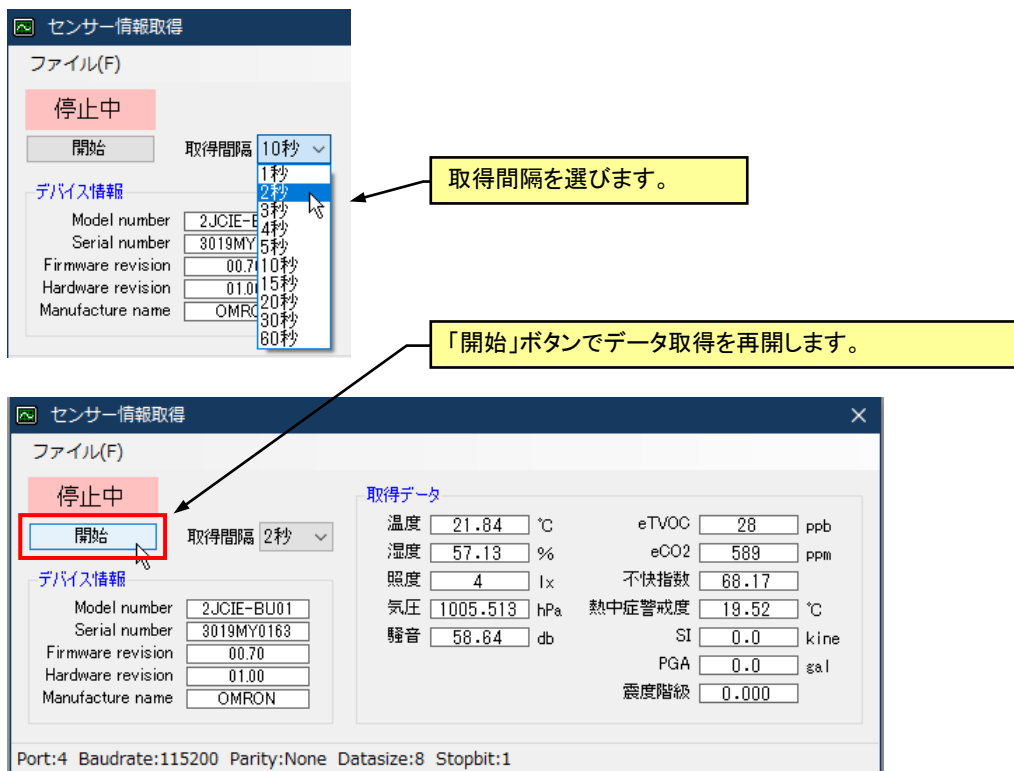 センサー情報取得
ファイル(F)
停止中
開始
取得間隔 10秒
1秒
2秒
3秒
4秒
5秒
10秒
15秒
20秒
30秒
60秒
デバイス情報
Model number 2JCIE-
Serial number 3019MY
Firmware revision 00.7
Hardware revision 01.0
Manufacture name OMR
取得間隔を選びます。
「開始」ボタンでデータ取得を再開します。
センサー情報取得 ×
ファイル(F)
停止中
開始
取得間隔 2秒
デバイス情報
Model number 2JCIE-BU01
Serial number 3019MY0163
Firmware revision 00.70
Hardware revision 01.00
Manufacture name OMRON
取得データ
温度 21.84 ℃
湿度 57.13 %
照度 4 lx
気圧 1005.513 hPa
騒音 58.64 db
eTVOC 28 ppb
eCO2 589 ppm
不快指数 68.17
熱中症警戒度 19.52 ℃
SI 0.0 kine
PGA 0.0 gal
震度階級 0.000
Port:4 Baudrate:115200 Parity:None Datasize:8 Stopbit:1